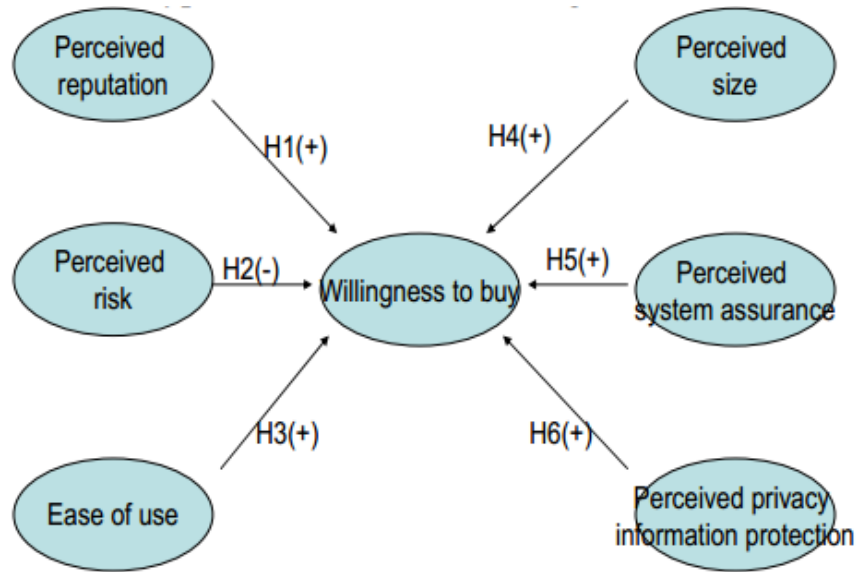 Perceived
reputation
Perceived
size
H1(+)
H4(+)
Perceived
risk
H2(-)
Willingness to buy
H5(+)
Perceived
system assurance
H3(+)
H6(+)
Ease of use
Perceived privacy
information protection